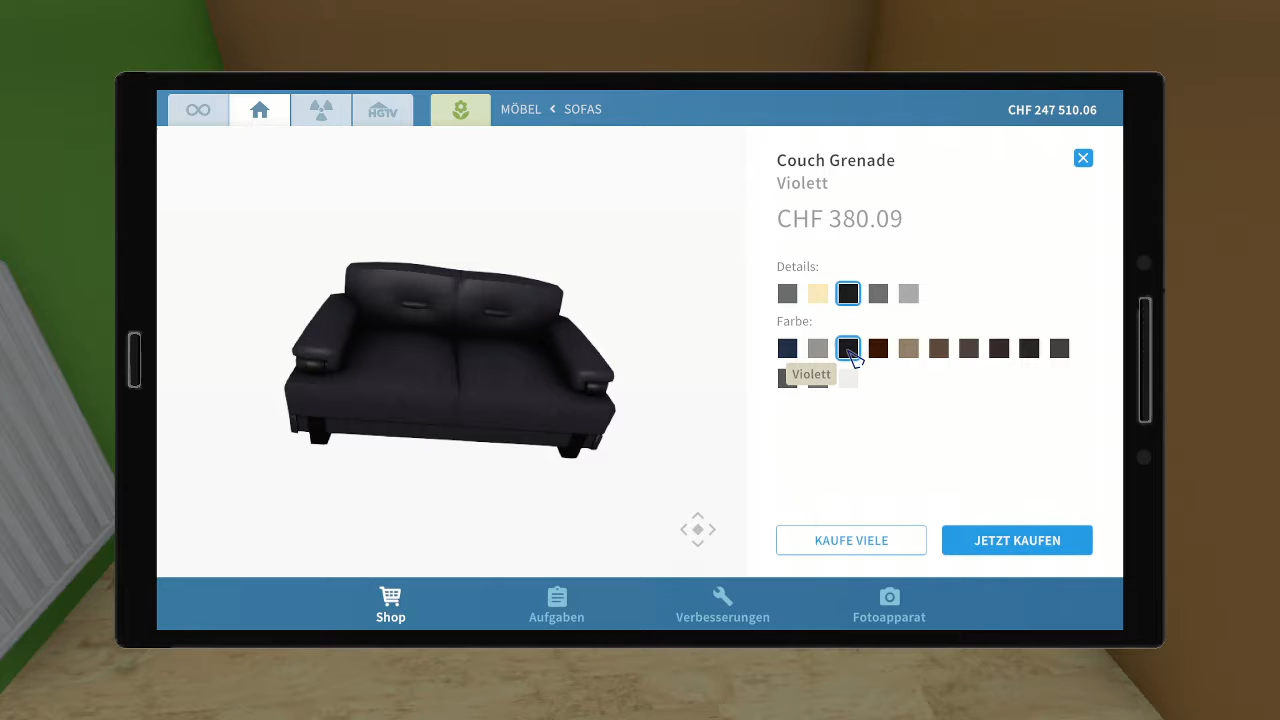 HGTV
MÖBEL < SOFAS
CHF 247 510.06
Couch Grenade
Violett
CHF 380.09
Details:
Farbe:
Violett
KAUFE VIELE
JETZT KAUFEN
Shop
Aufgaben
Verbesserungen
Fotoapparat